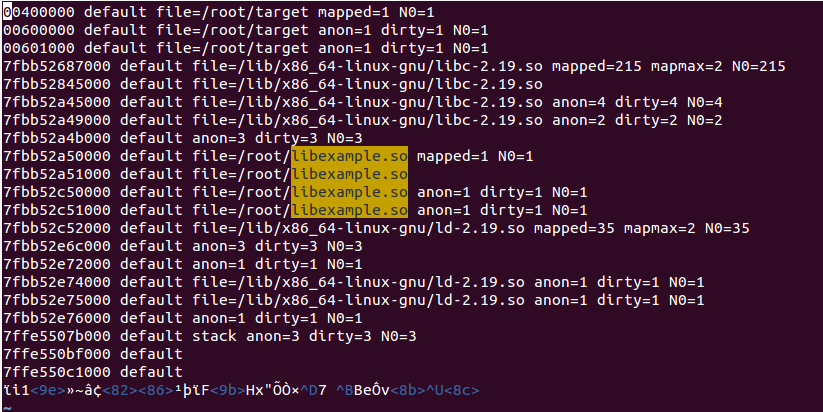 00400000 default file=/root/target mapped=1 N0=1
00600000 default file=/root/target anon=1 dirty=1 N0=1
00601000 default file=/root/target anon=1 dirty=1 N0=1
7fbb52687000 default file=/lib/x86_64-linux-gnu/libc-2.19.so mapped=215 mapmax=2 N0=215
7fbb52845000 default file=/lib/x86_64-linux-gnu/libc-2.19.so
7fbb52a45000 default file=/lib/x86_64-linux-gnu/libc-2.19.so anon=4 dirty=4 N0=4
7fbb52a49000 default file=/lib/x86_64-linux-gnu/libc-2.19.so anon=2 dirty=2 N0=2
7fbb52a4b000 default anon=3 dirty=3 N0=3
7fbb52a50000 default file=/root/libexample.so mapped=1 N0=1
7fbb52a51000 default file=/root/libexample.so
7fbb52c50000 default file=/root/libexample.so anon=1 dirty=1 N0=1
7fbb52c51000 default file=/root/libexample.so anon=1 dirty=1 N0=1
7fbb52c52000 default file=/lib/x86_64-linux-gnu/ld-2.19.so mapped=35 mapmax=2 N0=35
7fbb52e6c000 default anon=3 dirty=3 N0=3
7fbb52e72000 default anon=1 dirty=1 N0=1
7fbb52e74000 default file=/lib/x86_64-linux-gnu/ld-2.19.so anon=1 dirty=1 N0=1
7fbb52e75000 default file=/lib/x86_64-linux-gnu/ld-2.19.so anon=1 dirty=1 N0=1
7fbb52e76000 default anon=1 dirty=1 N0=1
7ffe5507b000 default stack anon=3 dirty=3 N0=3
7ffe550bf000 default
7ffe550c1000 default
ϊi1<9e>»~â¢<82><86>¹þϊF<9b>Hx"ÕÒ×^D7 ^BBeÔv<8b>^U<8c>
~